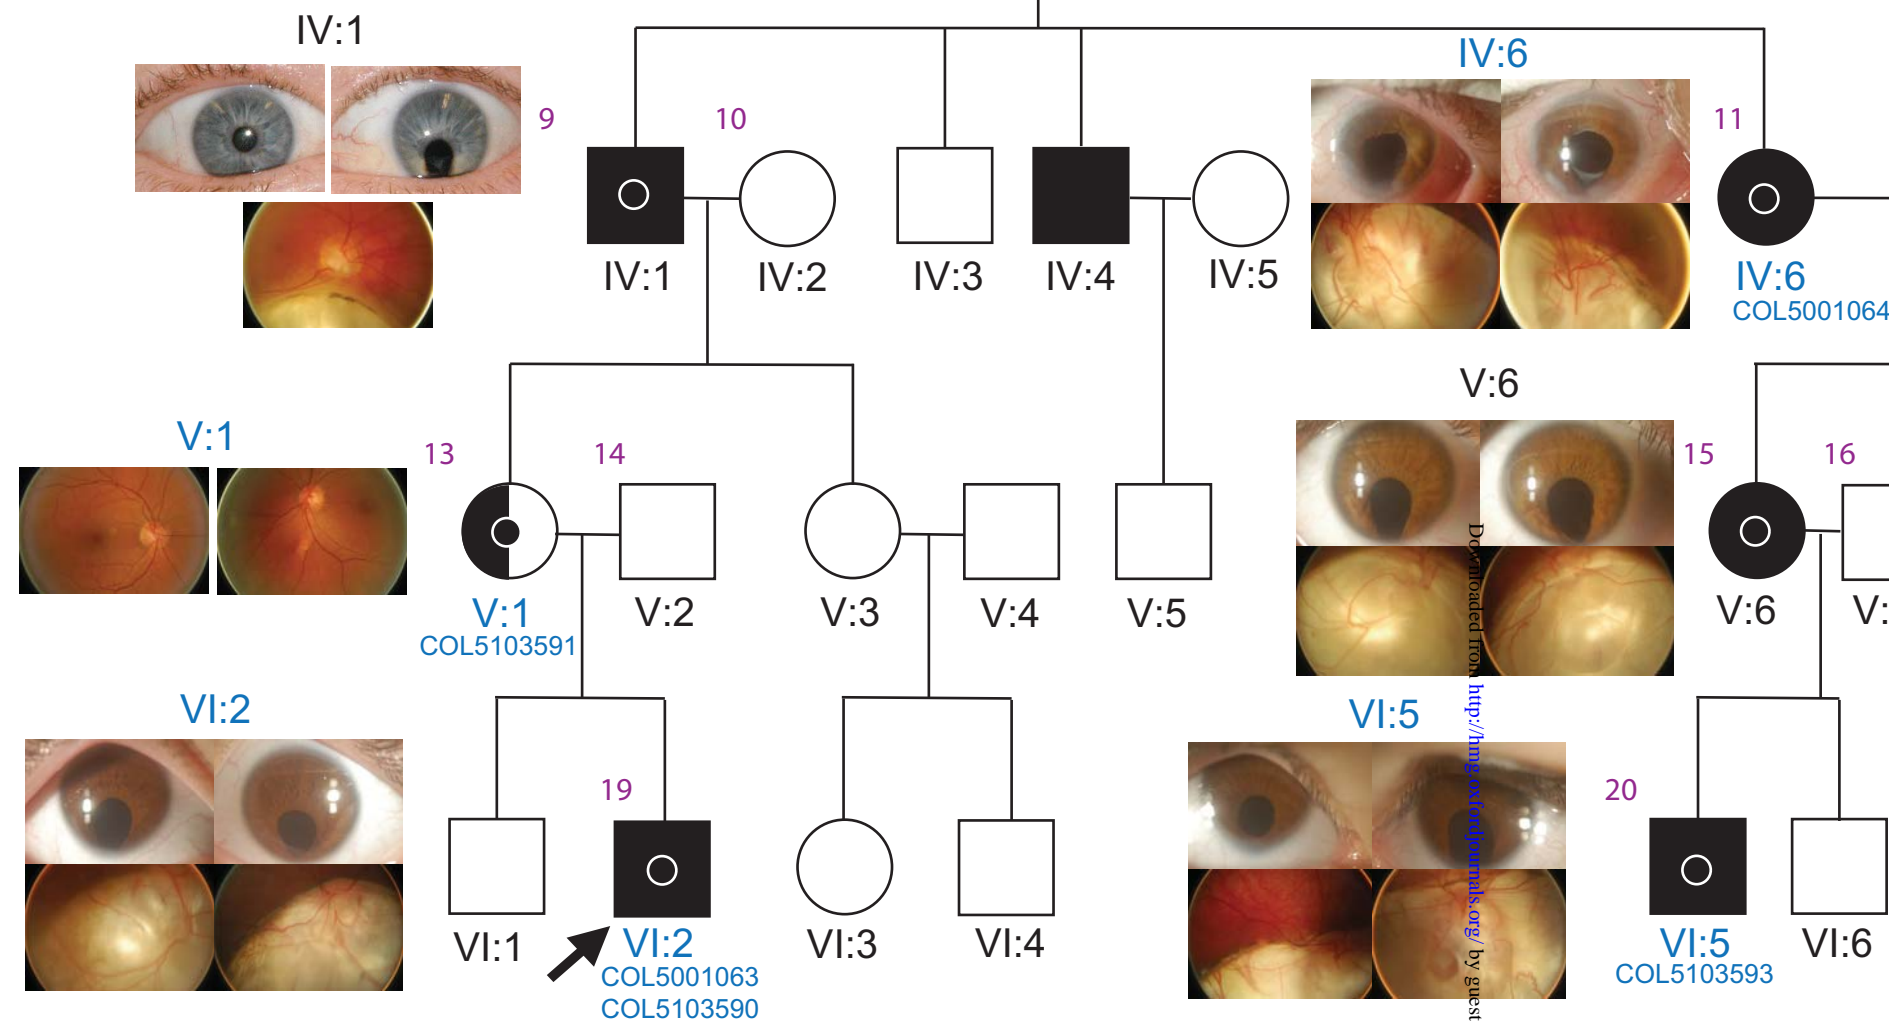 IV:1
IV:6
9
10
11
IV:1
IV:2
IV:3
IV:4
IV:5
IV:6
COL5001064
V:6
V:1
13
14
15
16
V:1
COL5103591
V:2
V:3
V:4
V:5
V:6
V:
VI:2
VI:5
19
20
VI:1
VI:2
COL5001063
COL5103590
VI:3
VI:4
VI:5
COL5103593
VI:6
Downloaded from http://hmg.oxfordjournals.org/ by guest